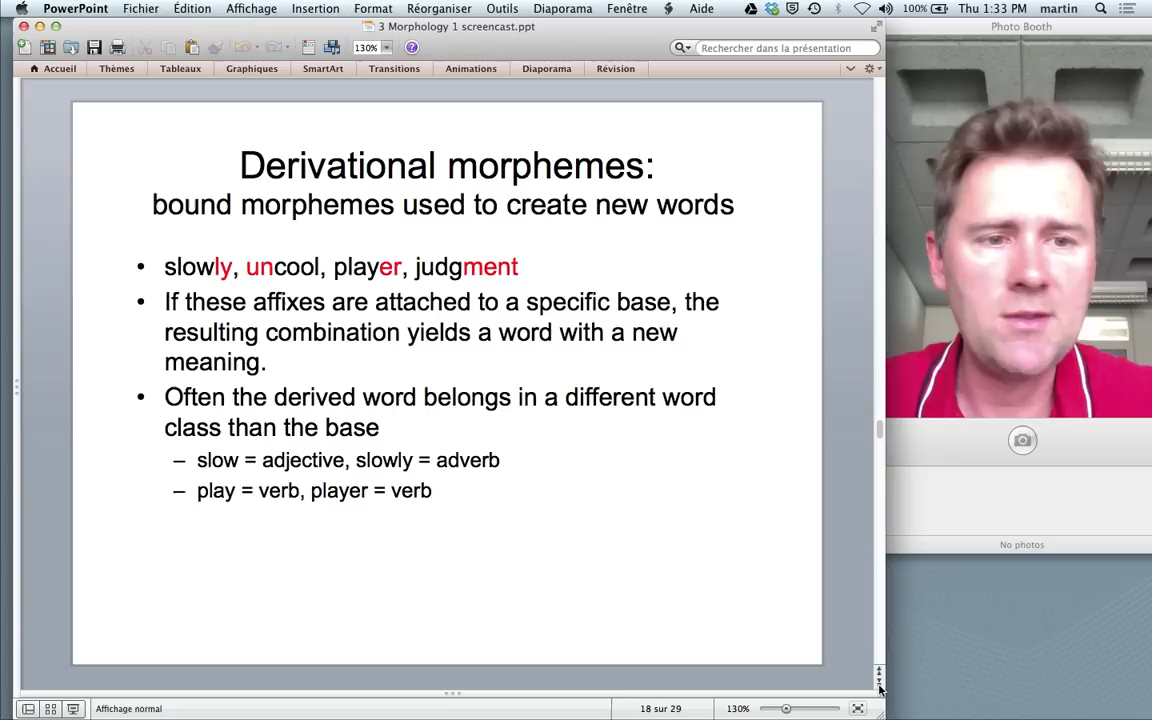 PowerPoint Fichier Édition Affichage Insertion Format Réorganiser Outils Diaporama Fenêtre Aide 100% Thu 1:33 PM martin
3 Morphology 1 screencast.ppt
Photo Booth
130% Rechercher dans la présentation
Accueil Thèmes Tableaux Graphiques SmartArt Transitions Animations Diaporama Révision
Derivational morphemes:
bound morphemes used to create new words
• slowly, uncool, player, judgment
• If these affixes are attached to a specific base, the
resulting combination yields a word with a new
meaning.
• Often the derived word belongs in a different word
class than the base
– slow = adjective, slowly = adverb
– play = verb, player = verb
No photos
Affichage normal 18 sur 29 130%